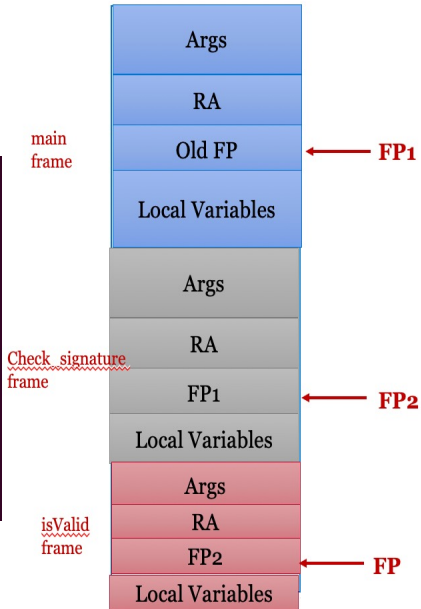 Args
RA
main
frame
Old FP
FP1
Local Variables
Args
RA
Check_signature
frame
FP1
FP2
Local Variables
Args
RA
isValid
frame
FP2
FP
Local Variables